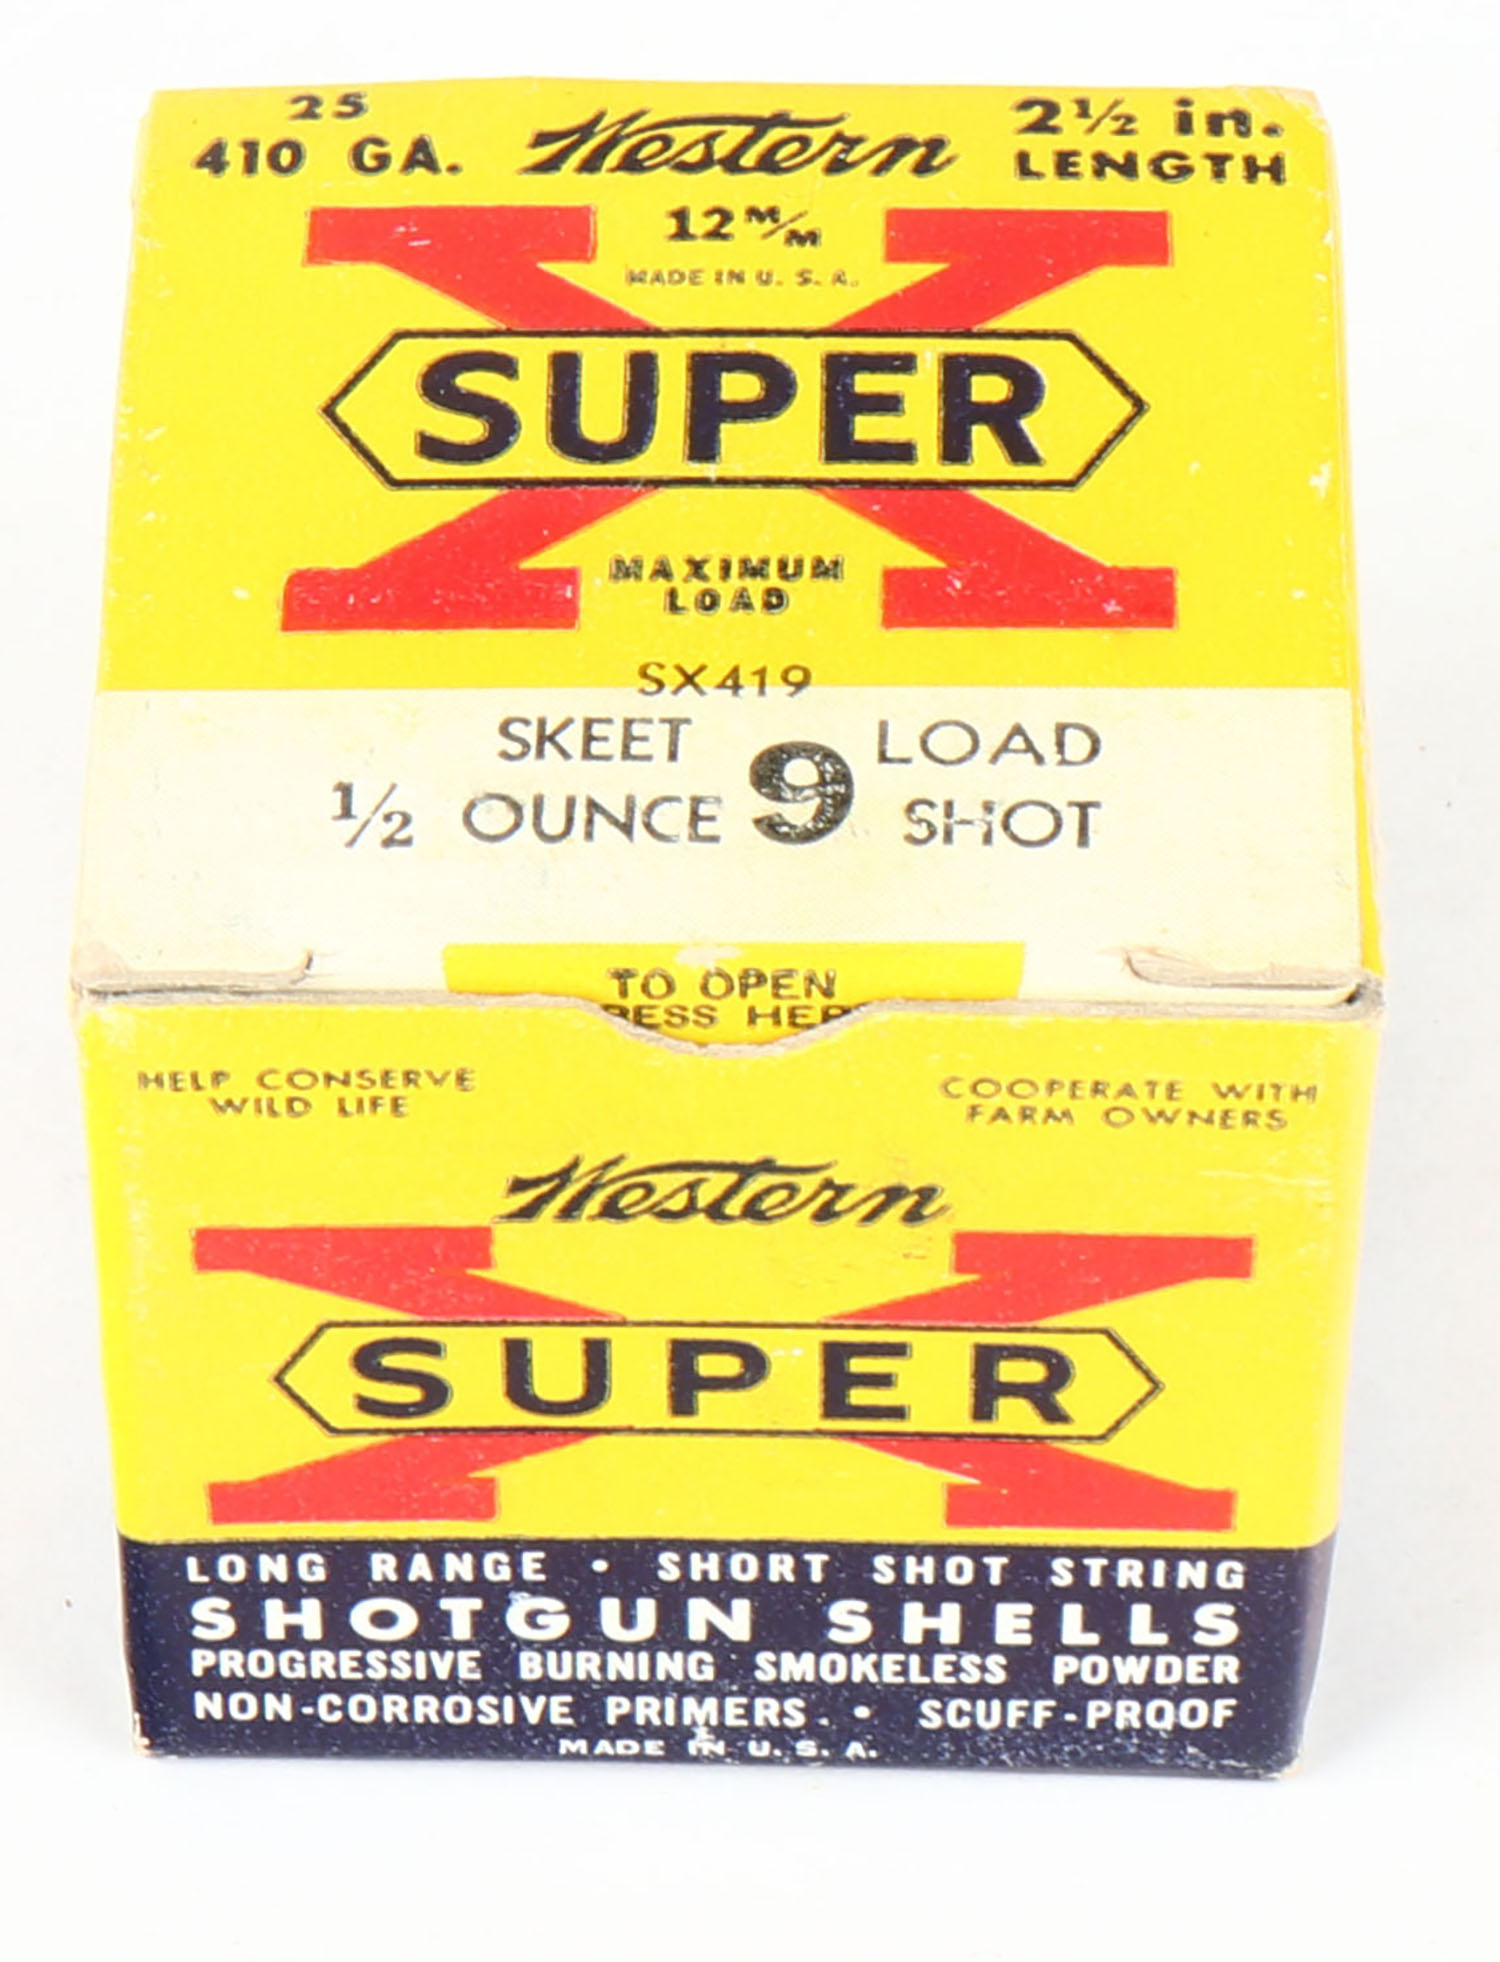 25
410 GA.
Western
2½ in.
LENGTH
12 M/M
MADE IN U. S. A.
SUPER
X
MAXIMUM
LOAD
SX419
SKEET 9 LOAD
½ OUNCE SHOT
TO OPEN
HELP CONSERVE
WILD LIFE
COOPERATE WITH
FARM OWNERS
Western
SUPER
X
LONG RANGE • SHORT SHOT STRING
SHOTGUN SHELLS
PROGRESSIVE BURNING SMOKELESS POWDER
NON-CORROSIVE PRIMERS. • SCUFF-PROOF
MADE IN U. S. A.